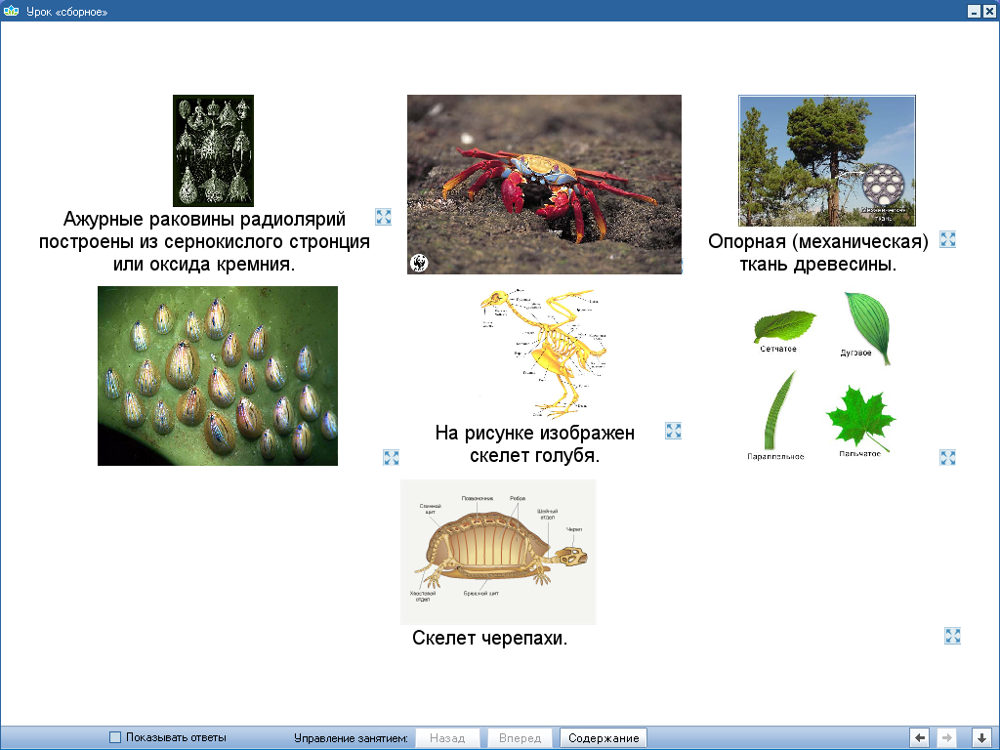 Урок «сборное»
Ажурные раковины радиолярий
построены из сернокислого стронция
или оксида кремния.
Механическая
ткань
Опорная (механическая)
ткань древесины.
На рисунке изображен
скелет голубя.
Сетчатое
Дуговое
Параллельное
Пальчатое
Спинной
щит
Позвоночник
Ребра
Шейный
отдел
Череп
Хвостовой
отдел
Брюшной щит
Скелет черепахи.
Показывать ответы
Управление занятием:
Назад
Вперед
Содержание